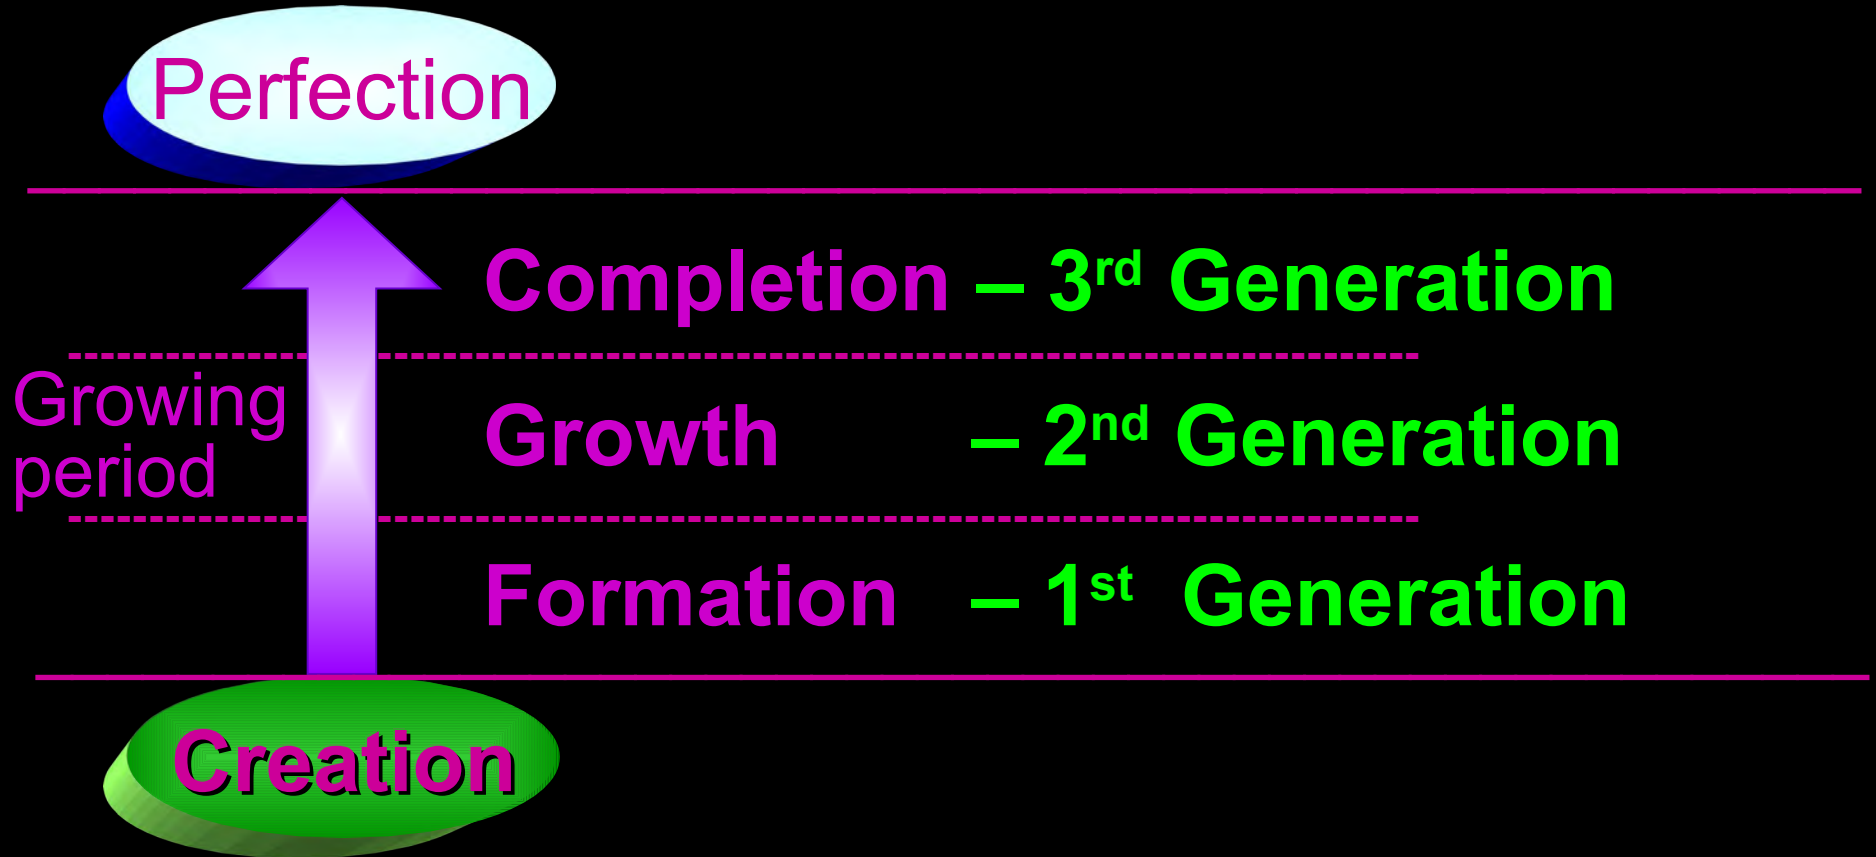 Perfection
Completion – 3rd Generation
Growing
period
Growth – 2nd Generation
Formation – 1st Generation
Creation